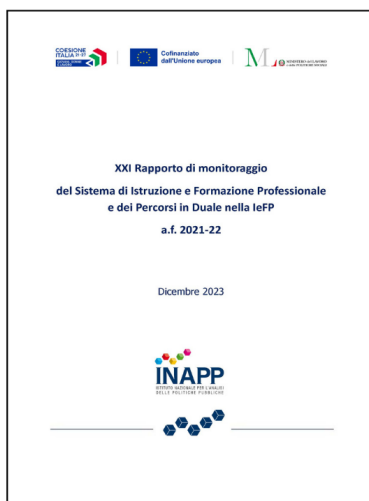 COESIONE
ITALIA 21-27
Cofinanziato
dall'Unione europea
XXI Rapporto di monitoraggio
del Sistema di Istruzione e Formazione Professionale
e dei Percorsi in Duale nella IeFP
a.f. 2021-22
Dicembre 2023
INAPP
ISTITUTO NAZIONALE PER L'ANALISI
DELLE POLITICHE PUBBLICHE